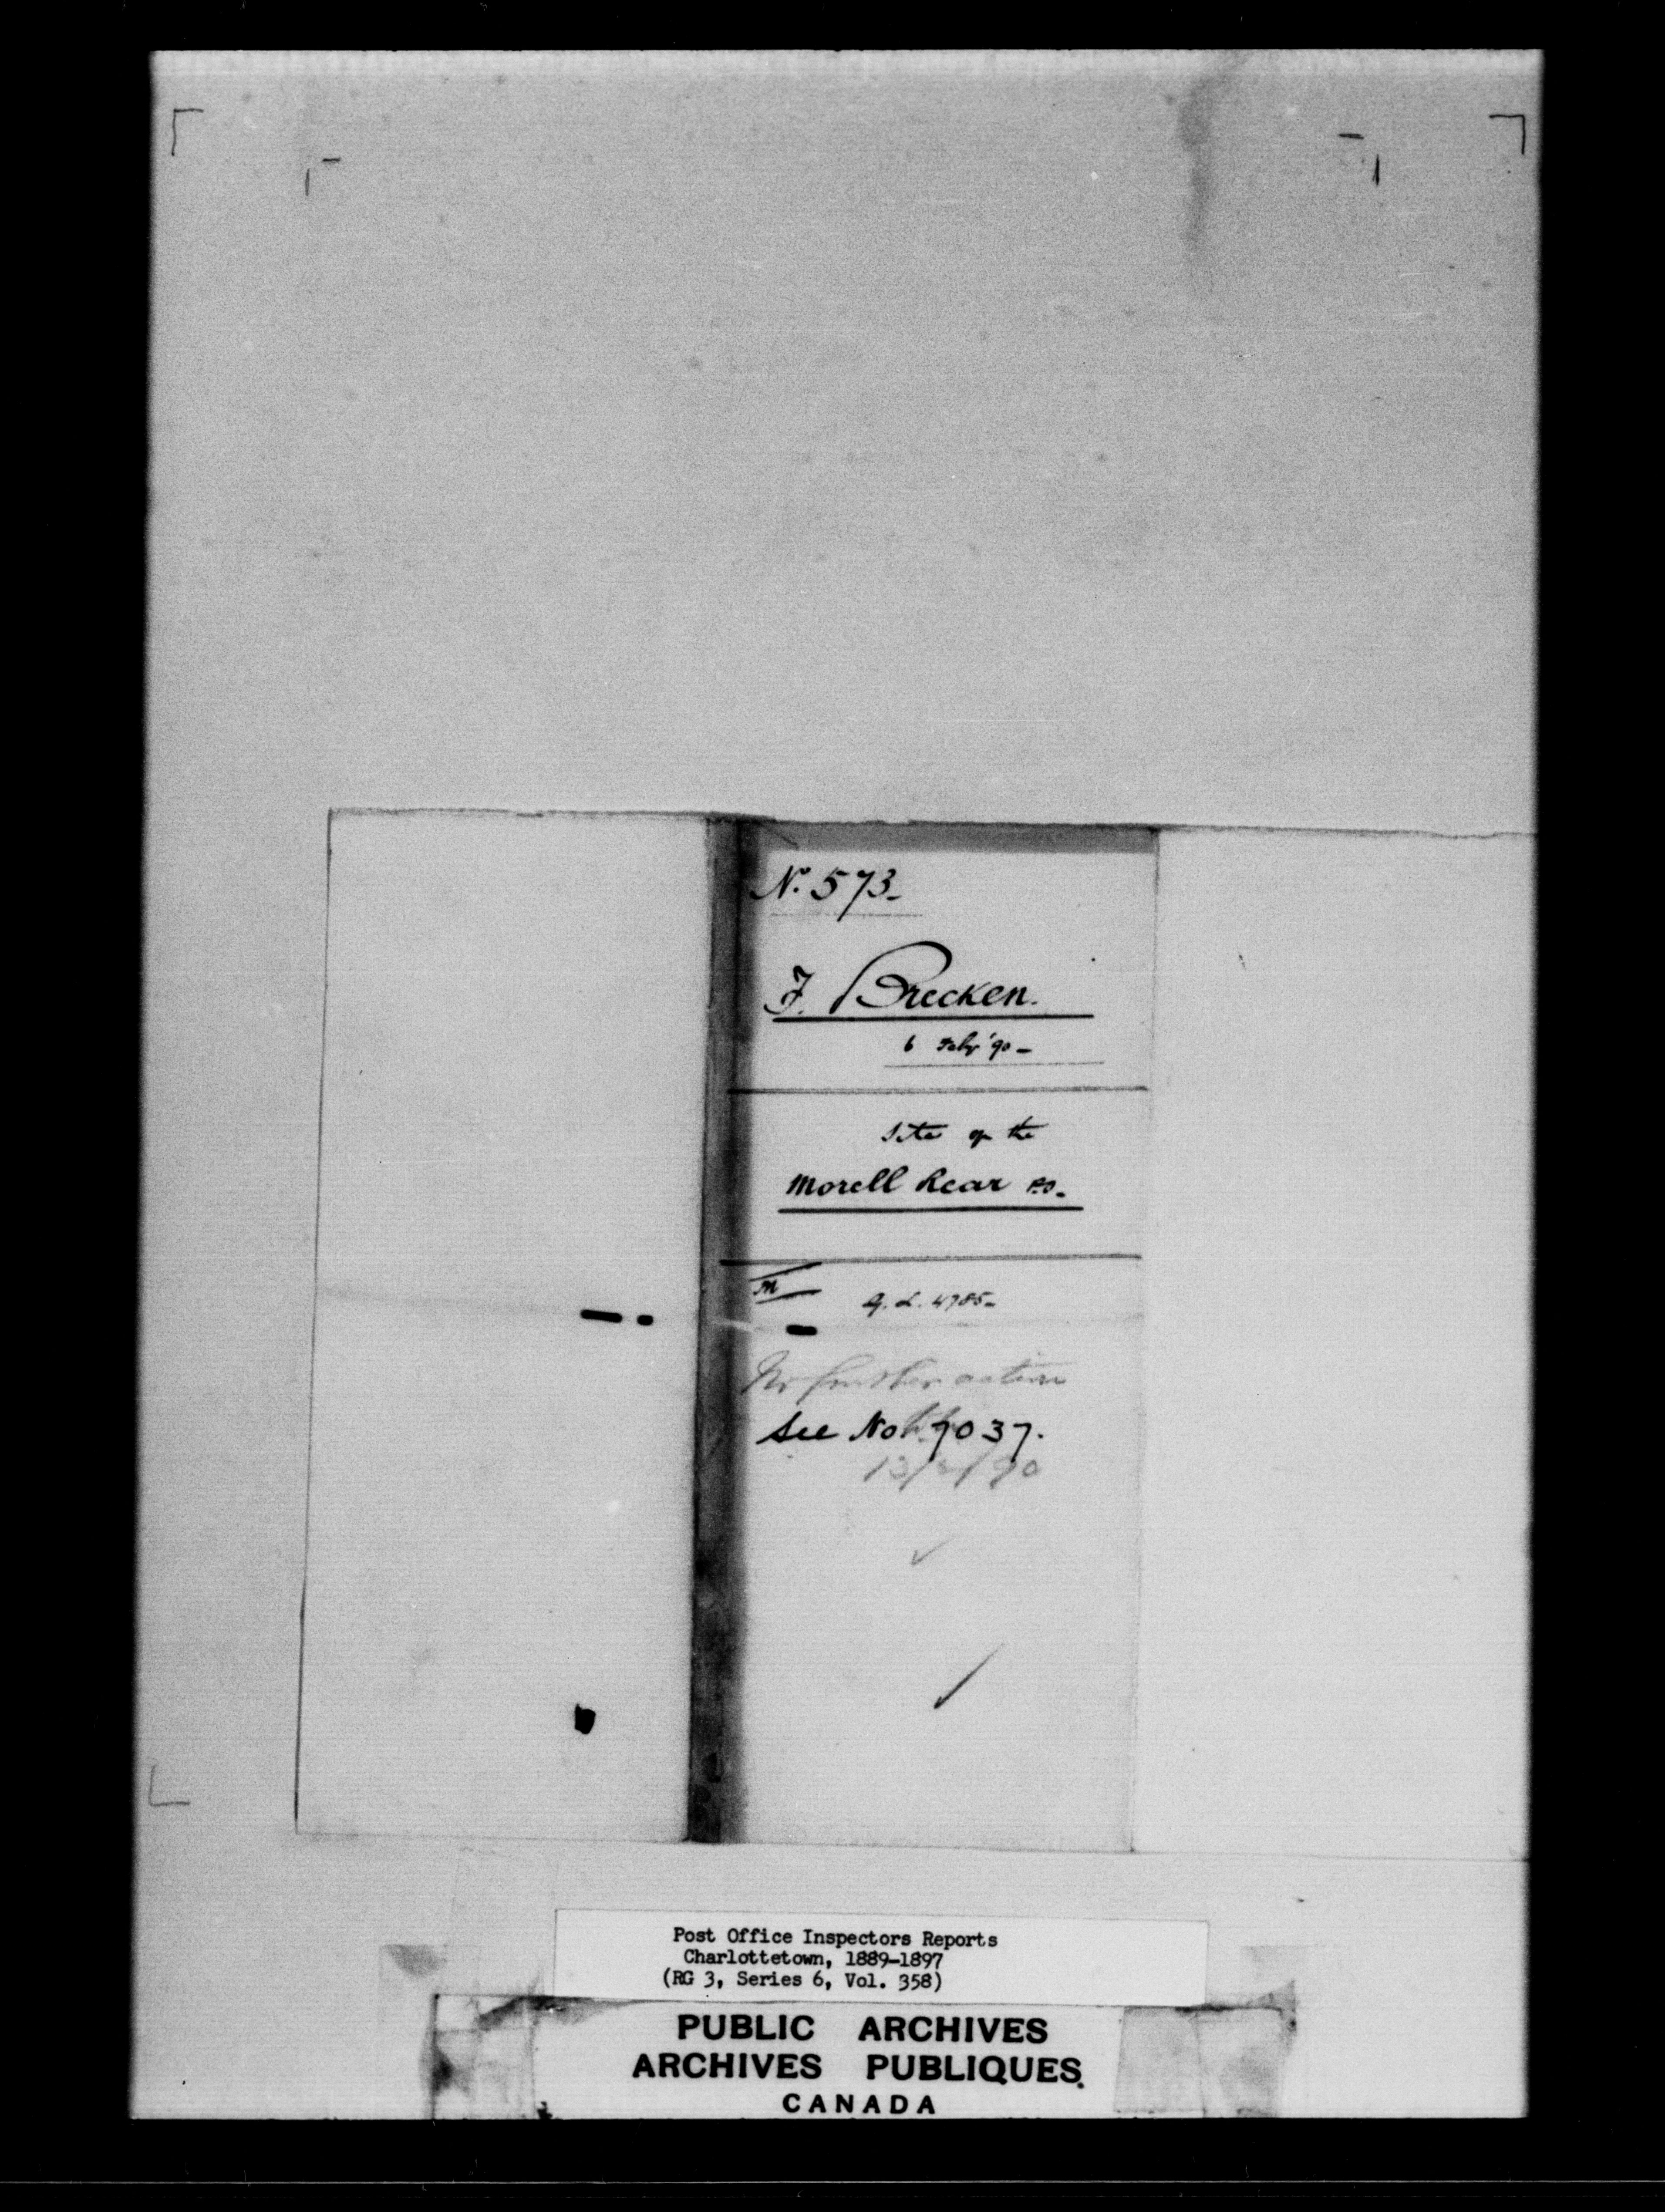 No. 573-
F. Brecken.
6 Feby '90-
Site of the
Morell Rear P.O.
M
G.L. 4785-
No further action
See No 7037.
13/2/90
Post Office Inspectors Reports
Charlottetown, 1889-1897
(RG 3, Series 6, Vol. 358)
PUBLIC ARCHIVES
ARCHIVES PUBLIQUES
CANADA